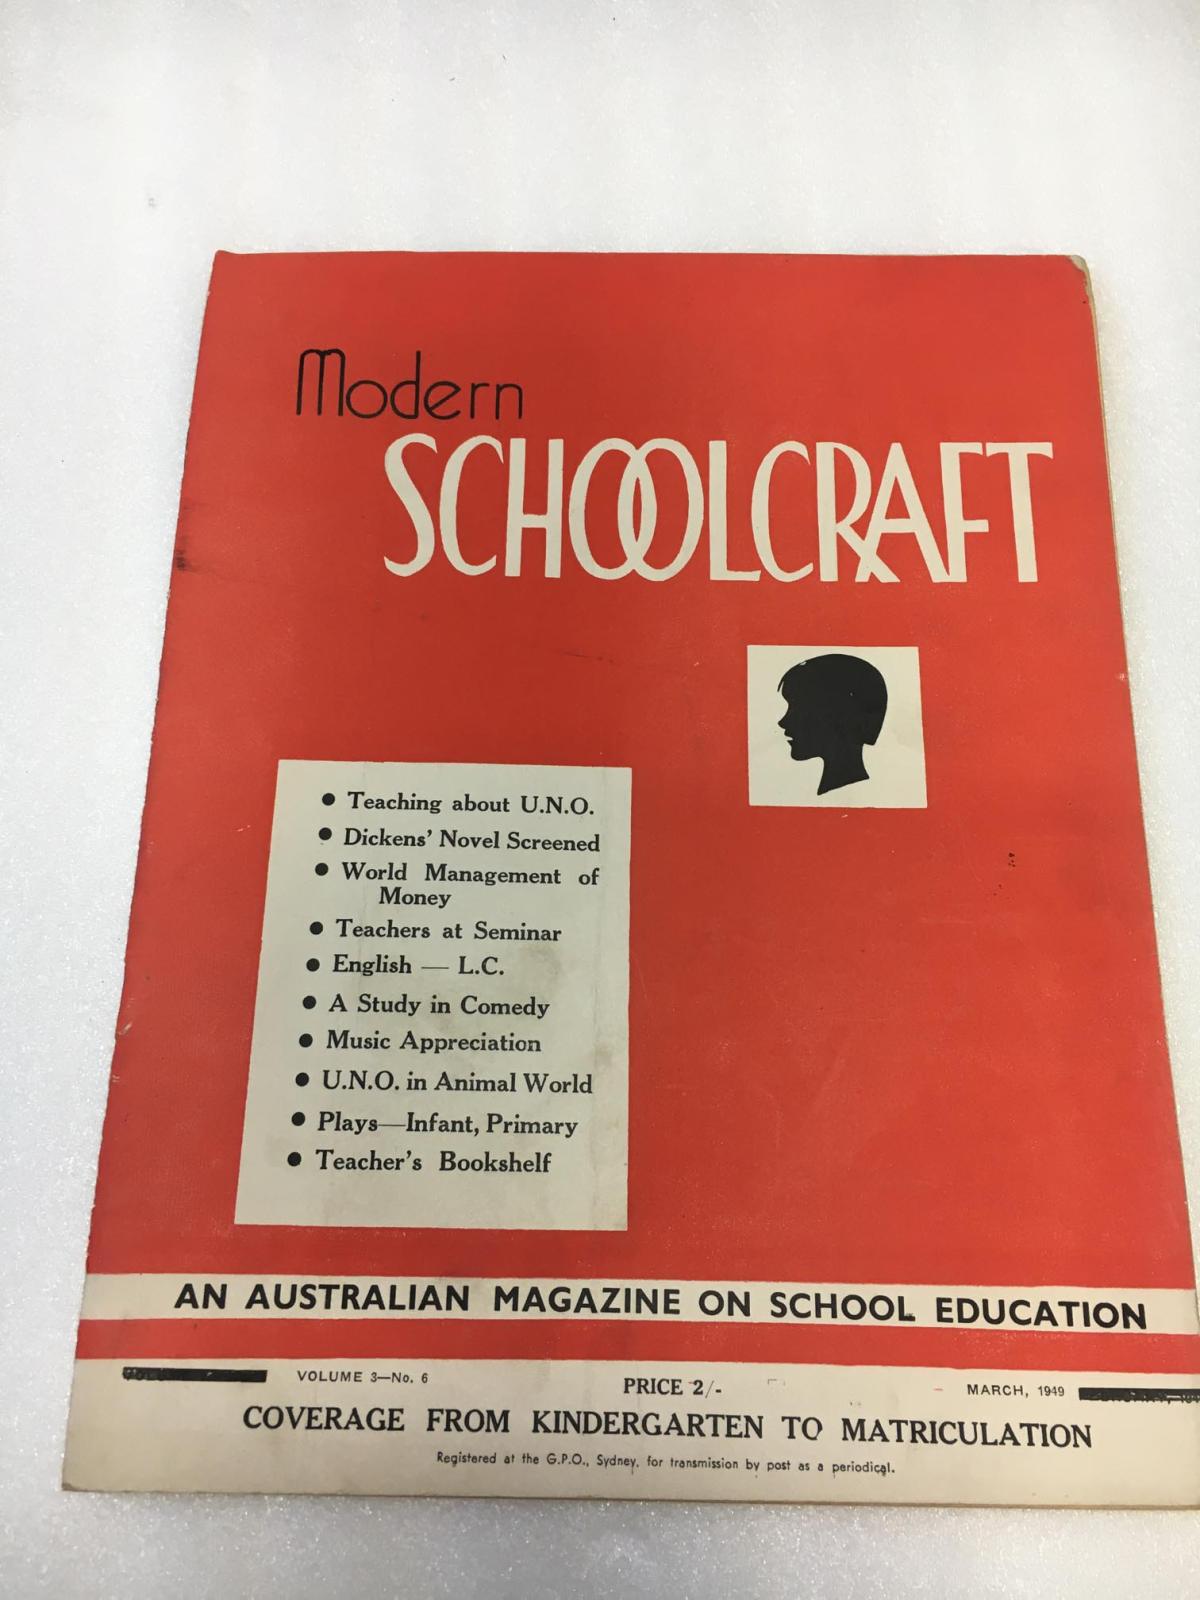 Modern
SCHOOLCRAFT
● Teaching about U.N.O.
● Dickens' Novel Screened
● World Management of
Money
● Teachers at Seminar
● English — L.C.
● A Study in Comedy
● Music Appreciation
● U.N.O. in Animal World
● Plays—Infant, Primary
● Teacher's Bookshelf
AN AUSTRALIAN MAGAZINE ON SCHOOL EDUCATION
VOLUME 3—No. 6
PRICE 2/-
MARCH, 1949
COVERAGE FROM KINDERGARTEN TO MATRICULATION
Registered at the G.P.O., Sydney, for transmission by post as a periodical.